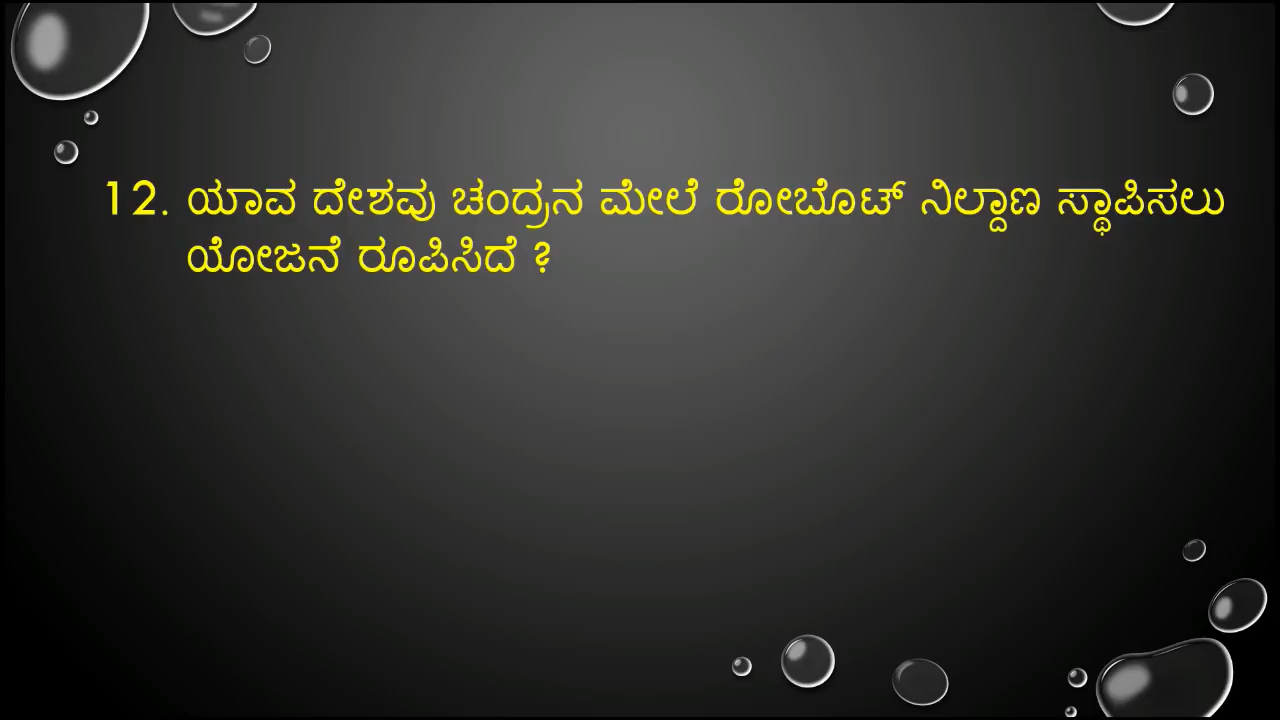 12. ಯಾವ ದೇಶವು ಚಂದ್ರನ ಮೇಲೆ ರೋಬೊಟ್ ನಿಲ್ದಾಣ ಸ್ಥಾಪಿಸಲು
ಯೋಜನೆ ರೂಪಿಸಿದೆ ?